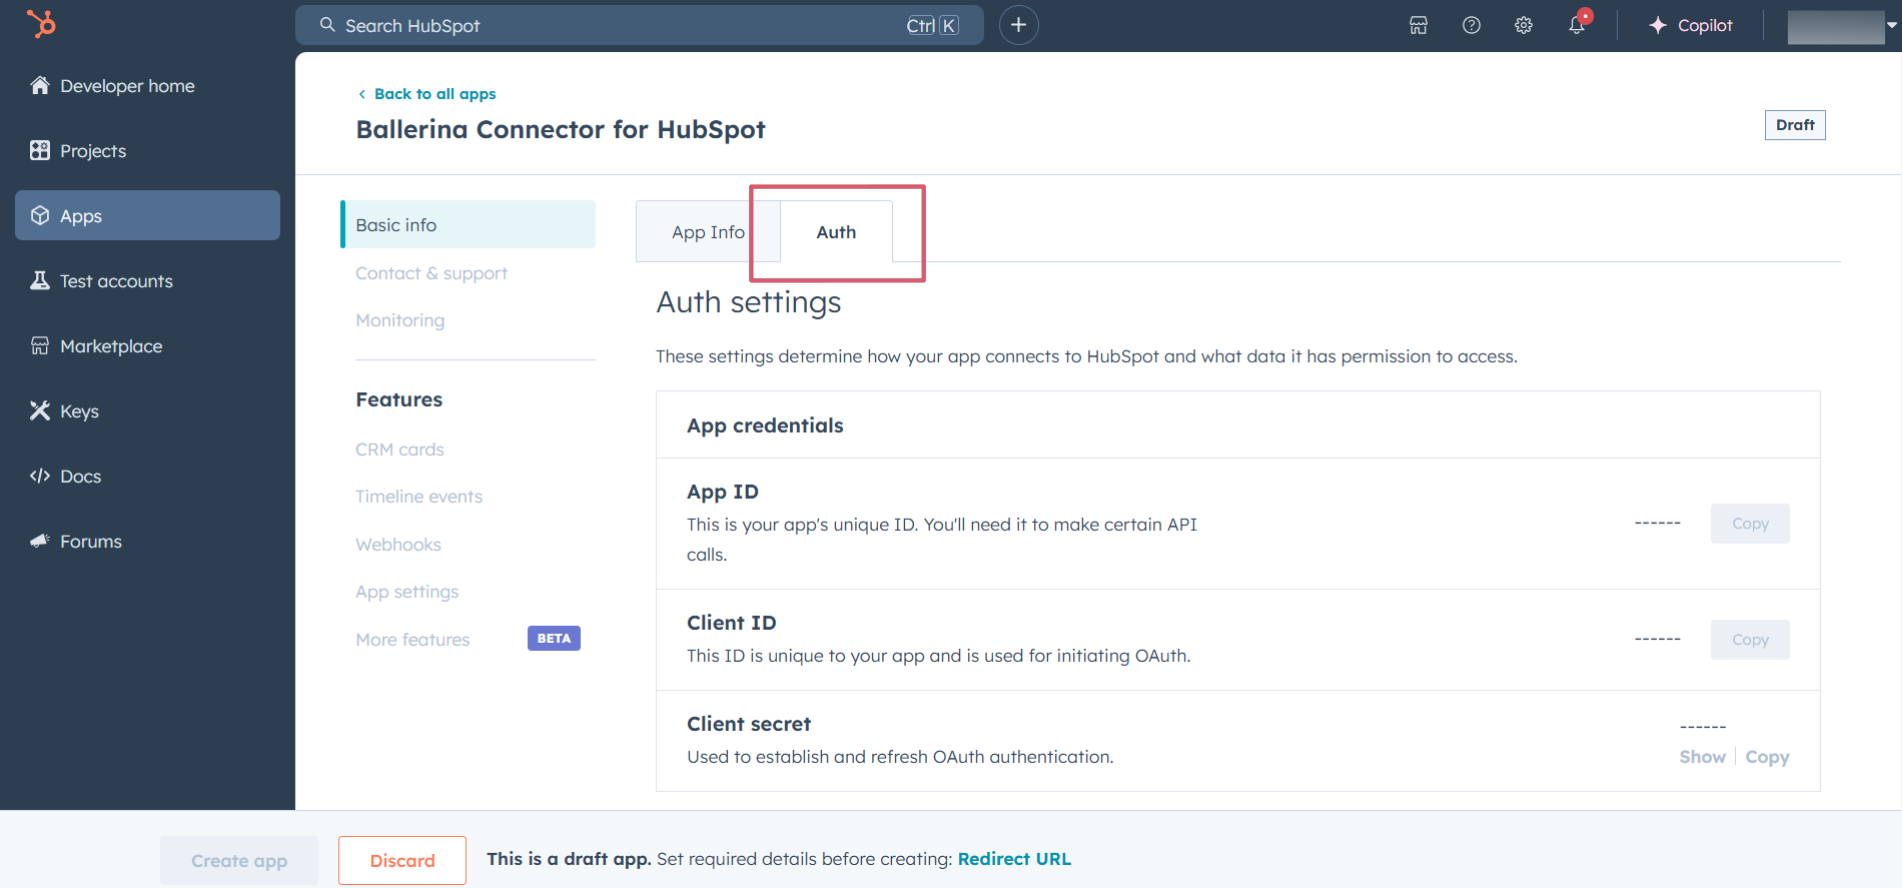 Search HubSpot
Ctrl K
Copilot
Developer home
Projects
Apps
Test accounts
Marketplace
Keys
Docs
Forums
Back to all apps
Ballerina Connector for HubSpot
Draft
Basic info
Contact & support
Monitoring
Features
CRM cards
Timeline events
Webhooks
App settings
More features
BETA
App Info
Auth
Auth settings
These settings determine how your app connects to HubSpot and what data it has permission to access.
App credentials
App ID
This is your app's unique ID. You'll need it to make certain API
calls.
------
Copy
Client ID
This ID is unique to your app and is used for initiating OAuth.
------
Copy
Client secret
Used to establish and refresh OAuth authentication.
------
Show
Copy
Create app
Discard
This is a draft app. Set required details before creating: Redirect URL